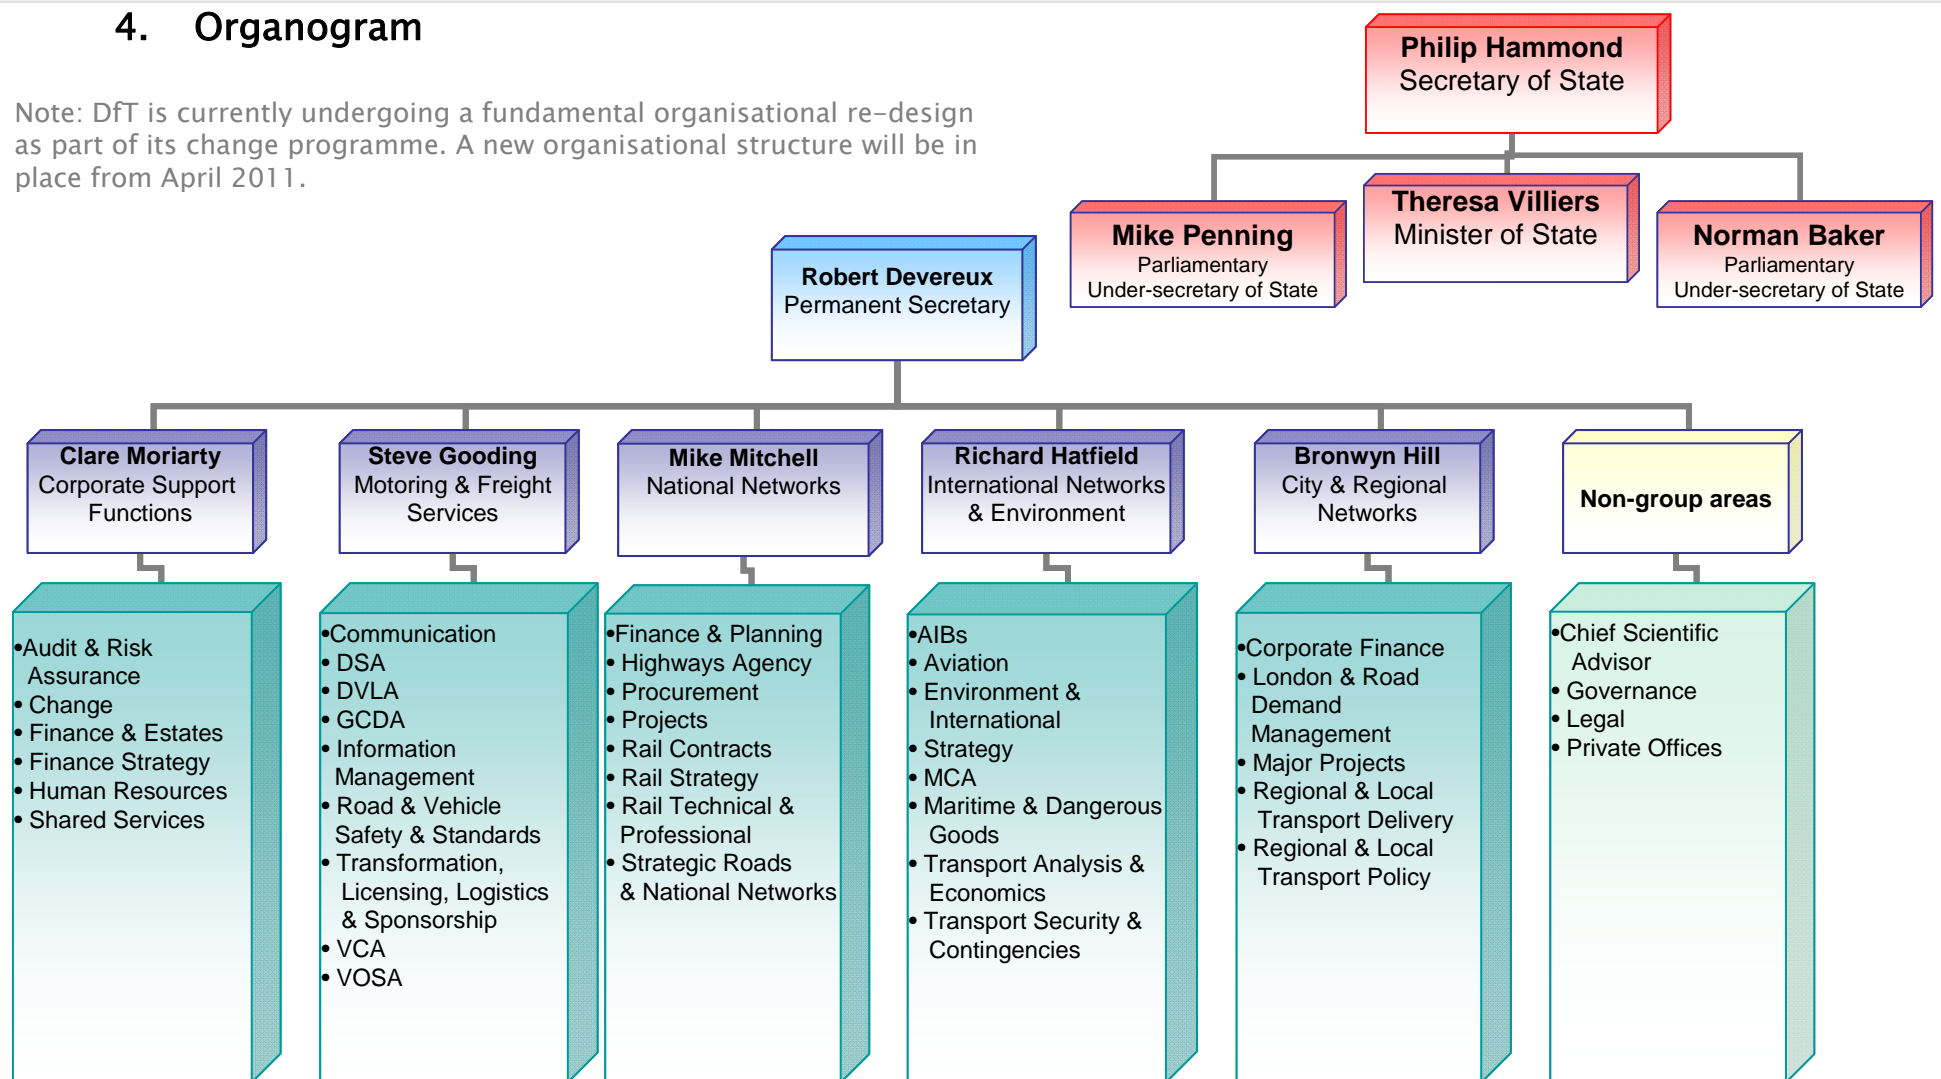 4. Organogram
Note: DfT is currently undergoing a fundamental organisational re-design
as part of its change programme. A new organisational structure will be in
place from April 2011.
Philip Hammond
Secretary of State
Mike Penning
Parliamentary
Under-secretary of State
Theresa Villiers
Minister of State
Norman Baker
Parliamentary
Under-secretary of State
Robert Devereux
Permanent Secretary
Clare Moriarty
Corporate Support
Functions
Steve Gooding
Motoring & Freight
Services
Mike Mitchell
National Networks
Richard Hatfield
International Networks
& Environment
Bronwyn Hill
City & Regional
Networks
Non-group areas
•Audit & Risk
Assurance
• Change
• Finance & Estates
• Finance Strategy
• Human Resources
• Shared Services
•Communication
• DSA
• DVLA
• GCDA
• Information
Management
• Road & Vehicle
Safety & Standards
• Transformation,
Licensing, Logistics
& Sponsorship
• VCA
• VOSA
•Finance & Planning
• Highways Agency
• Procurement
• Projects
• Rail Contracts
• Rail Strategy
• Rail Technical &
Professional
• Strategic Roads
& National Networks
•AIBs
• Aviation
• Environment &
International
• Strategy
• MCA
• Maritime & Dangerous
Goods
• Transport Analysis &
Economics
• Transport Security &
Contingencies
•Corporate Finance
• London & Road
Demand
Management
• Major Projects
• Regional & Local
Transport Delivery
• Regional & Local
Transport Policy
•Chief Scientific
Advisor
• Governance
• Legal
• Private Offices